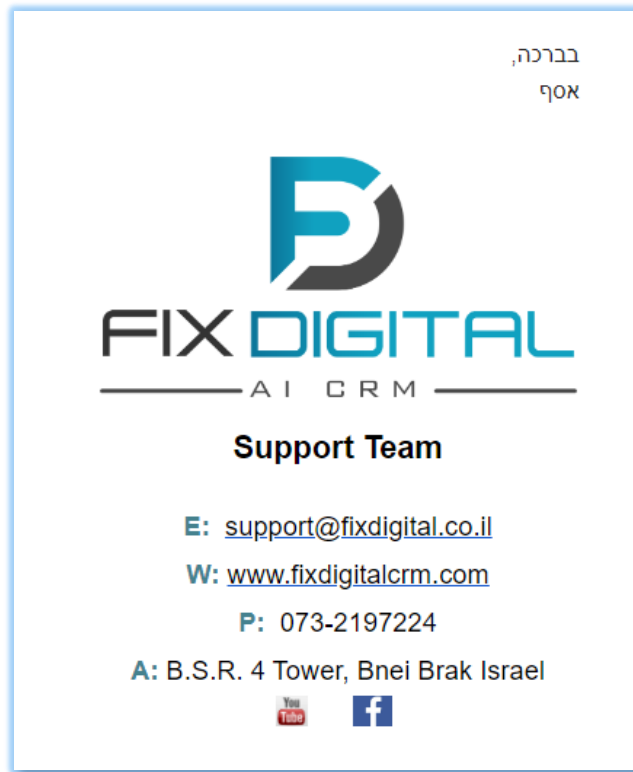 בברכה,
אסף
FIX DIGITAL
AI CRM
Support Team
E: support@fixdigital.co.il
W: www.fixdigitalcrm.com
P: 073-2197224
A: B.S.R. 4 Tower, Bnei Brak Israel
You Tube f